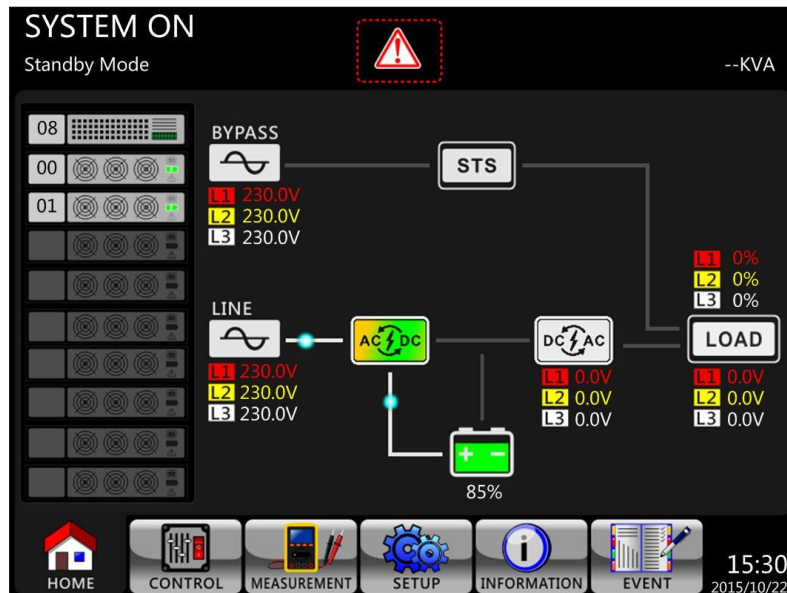 SYSTEM ON
Standby Mode
--KVA
08
00
01
BYPASS
L1 230.0V
L2 230.0V
L3 230.0V
STS
L1 0%
L2 0%
L3 0%
LINE
L1 230.0V
L2 230.0V
L3 230.0V
AC DC
DC AC
L1 0.0V
L2 0.0V
L3 0.0V
LOAD
L1 0.0V
L2 0.0V
L3 0.0V
+ −
85%
HOME
CONTROL
MEASUREMENT
SETUP
INFORMATION
EVENT
15:30
2015/10/22